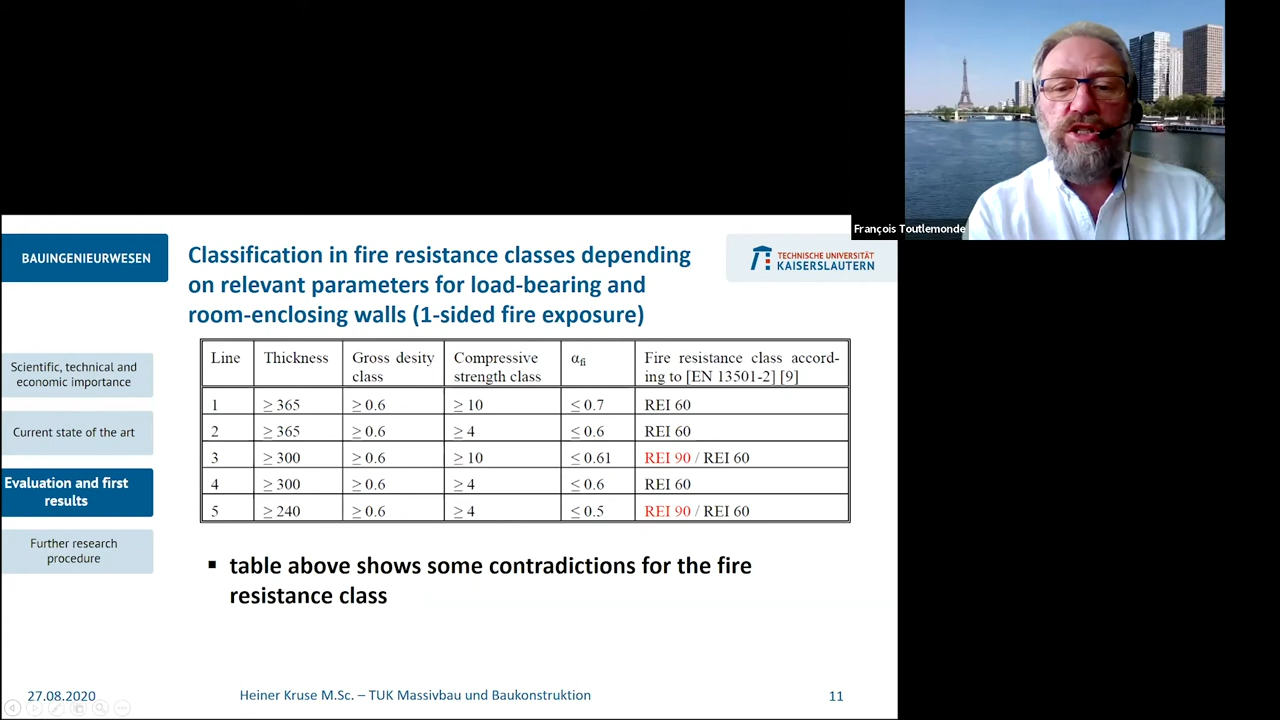 François Toutlemonde
BAUINGENIEURWESEN
Classification in fire resistance classes depending
on relevant parameters for load-bearing and
room-enclosing walls (1-sided fire exposure)
TECHNISCHE UNIVERSITÄT
KAISERSLAUTERN
Scientific, technical and
economic importance
Current state of the art
Evaluation and first
results
Further research
procedure
Line Thickness Gross desity class Compressive strength class αfi Fire resistance class accord-
ing to [EN 13501-2] [9]
1 ≥ 365 ≥ 0.6 ≥ 10 ≤ 0.7 REI 60
2 ≥ 365 ≥ 0.6 ≥ 4 ≤ 0.6 REI 60
3 ≥ 300 ≥ 0.6 ≥ 10 ≤ 0.61 REI 90 / REI 60
4 ≥ 300 ≥ 0.6 ≥ 4 ≤ 0.6 REI 60
5 ≥ 240 ≥ 0.6 ≥ 4 ≤ 0.5 REI 90 / REI 60
▪ table above shows some contradictions for the fire
resistance class
27.08.2020 Heiner Kruse M.Sc. – TUK Massivbau und Baukonstruktion 11